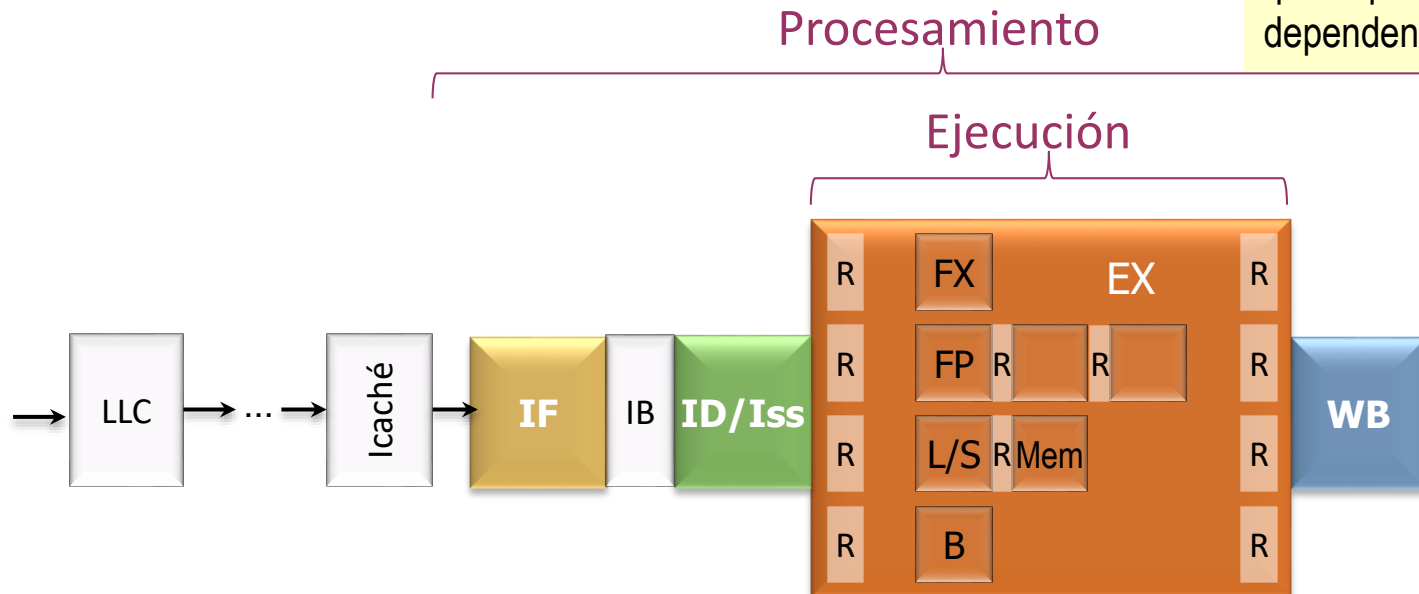 dependen
Procesamiento
Ejecución
R FX EX R
R FP R R R
LLC ... Icaché IF IB ID/Iss WB
R L/S R Mem R
R B R